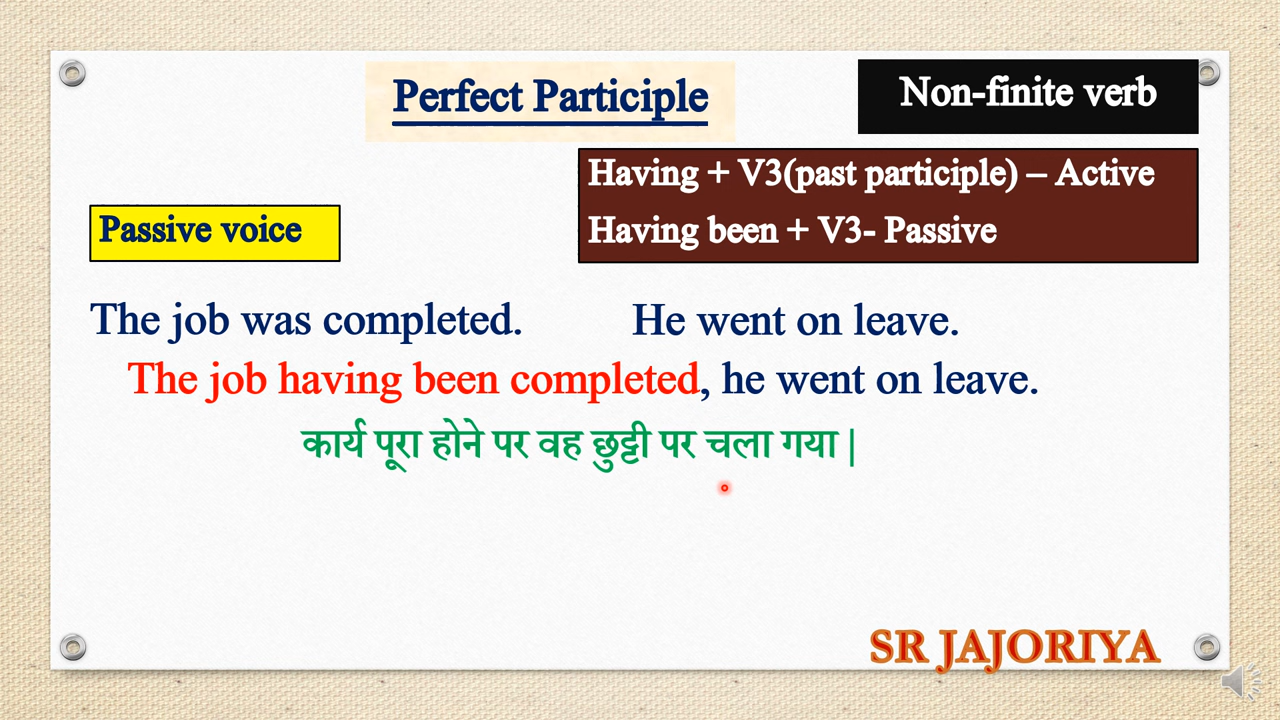 Perfect Participle
Non-finite verb
Having + V3(past participle) – Active
Having been + V3- Passive
Passive voice
The job was completed. He went on leave.
The job having been completed, he went on leave.
कार्य पूरा होने पर वह छुट्टी पर चला गया |
SR JAJORIYA